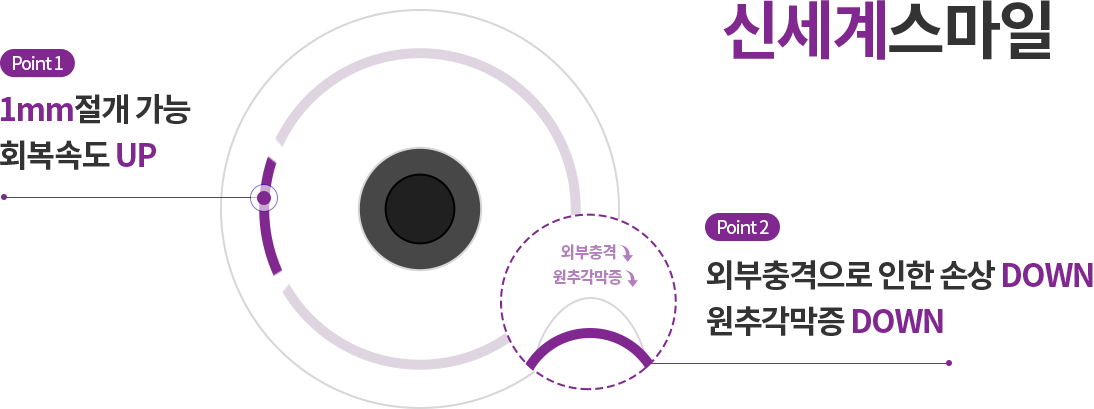 신세계스마일
Point 1
1mm절개 가능
회복속도 UP
외부충격
원추각막증
Point 2
외부충격으로 인한 손상 DOWN
원추각막증 DOWN